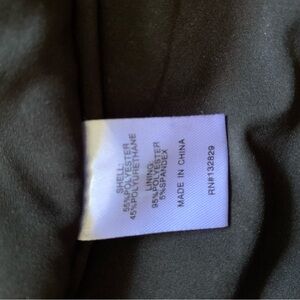 SHELL:
55%POLYESTER
45%POLYURETHANE
LINING:
95%POLYESTER
5%SPANDEX
MADE IN CHINA
RN#132829